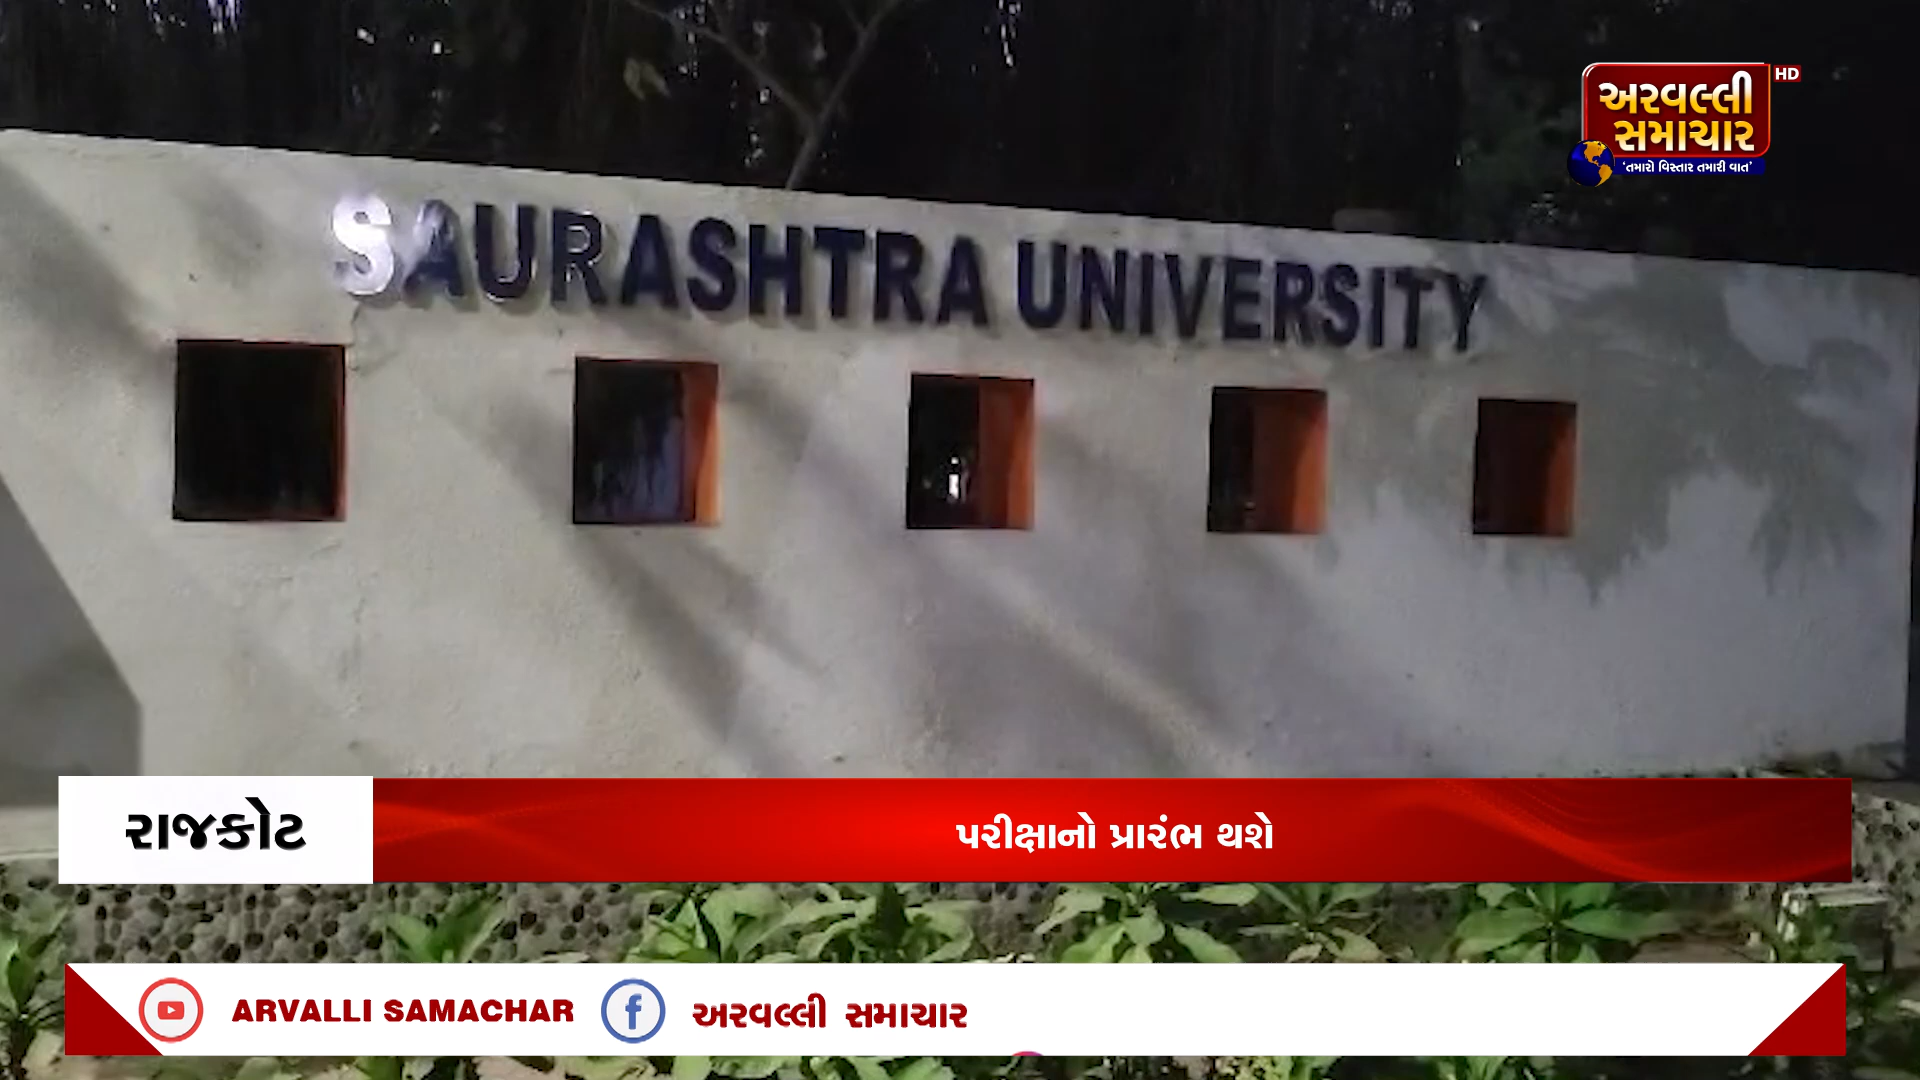 અરવલ્લી
HD
સમાચાર
'તમારો વિસ્તાર તમારી વાત'
SAURASHTRA UNIVERSITY
રાજકોટ
પરીક્ષાનો પ્રારંભ થશે
ARVALLI SAMACHAR
અરવલ્લી સમાચાર